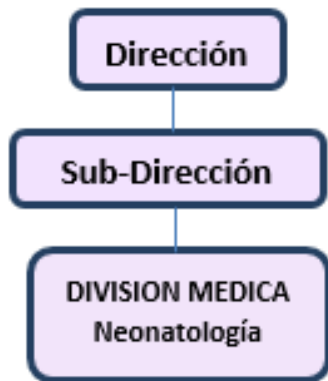 Dirección
Sub-Dirección
DIVISION MEDICA
Neonatología